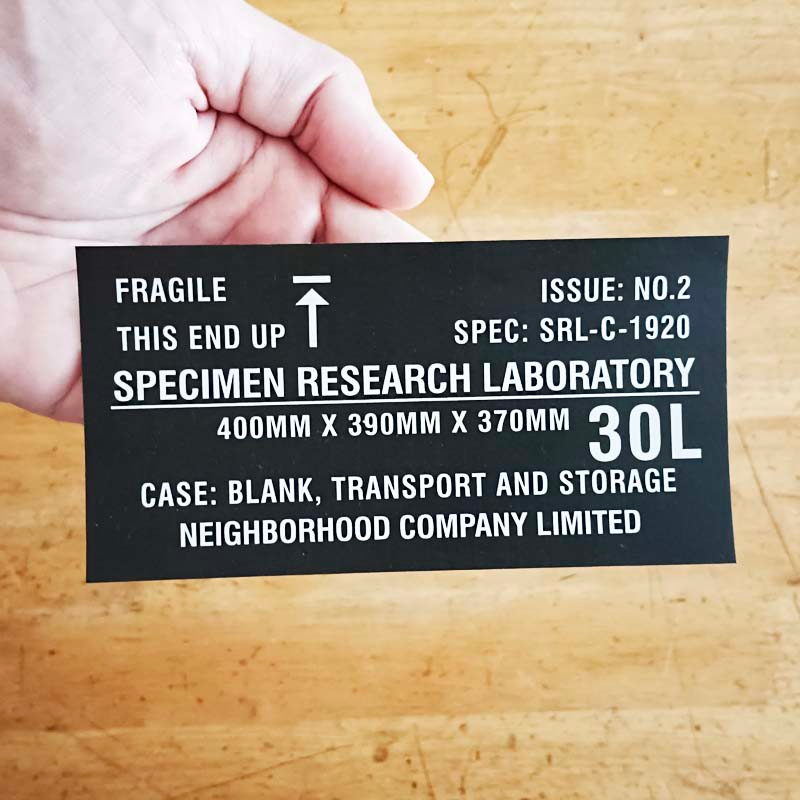 FRAGILE
THIS END UP
ISSUE: NO.2
SPEC: SRL-C-1920
SPECIMEN RESEARCH LABORATORY
400MM X 390MM X 370MM 30L
CASE: BLANK, TRANSPORT AND STORAGE
NEIGHBORHOOD COMPANY LIMITED